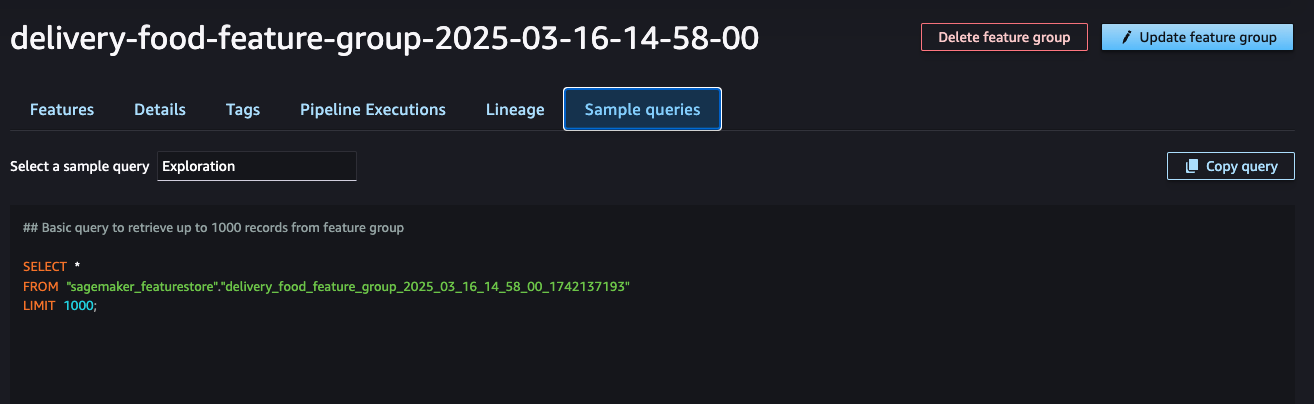 delivery-food-feature-group-2025-03-16-14-58-00
Delete feature group
Update feature group
Features Details Tags Pipeline Executions Lineage Sample queries
Select a sample query Exploration
Copy query
## Basic query to retrieve up to 1000 records from feature group
SELECT *
FROM "sagemaker_featurestore"."delivery_food_feature_group_2025_03_16_14_58_00_1742137193"
LIMIT 1000;